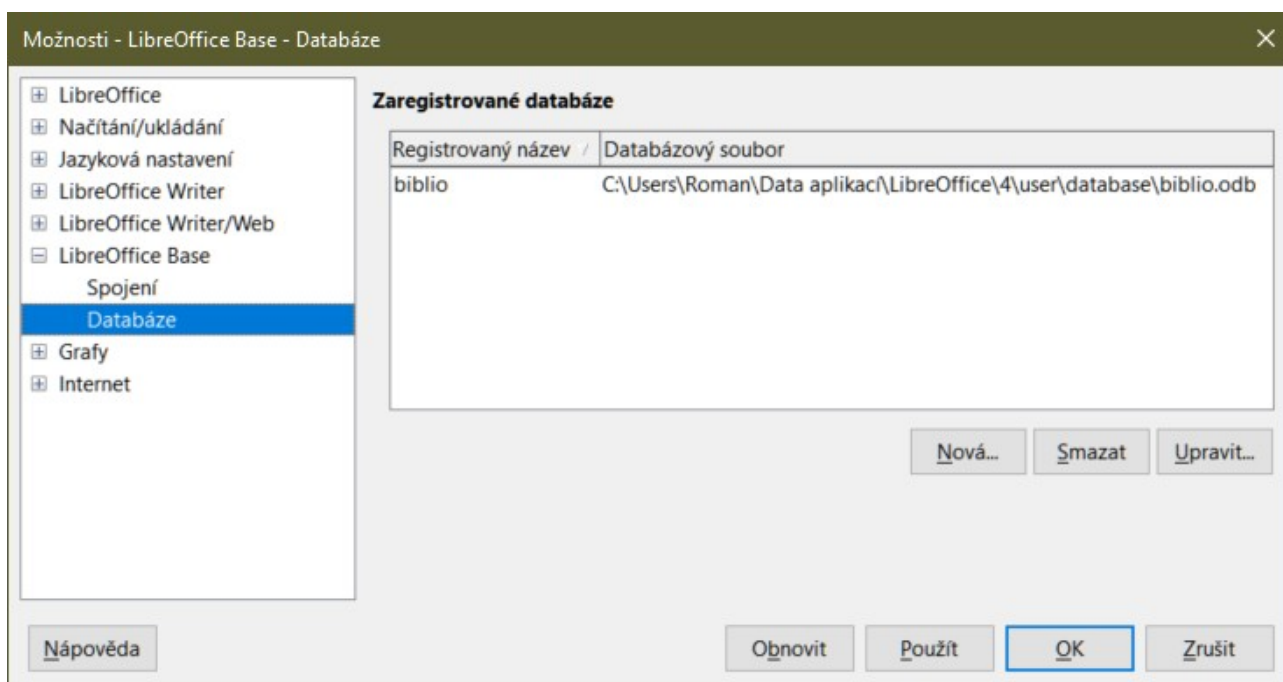 Možnosti - LibreOffice Base - Databáze
LibreOffice
Načítání/ukládání
Jazyková nastavení
LibreOffice Writer
LibreOffice Writer/Web
LibreOffice Base
Spojení
Databáze
Grafy
Internet
Zaregistrované databáze
Registrovaný název Databázový soubor
biblio C:\Users\Roman\Data aplikací\LibreOffice\4\user\database\biblio.odb
Nová... Smazat Upravit...
Nápověda Obnovit Použít OK Zrušit